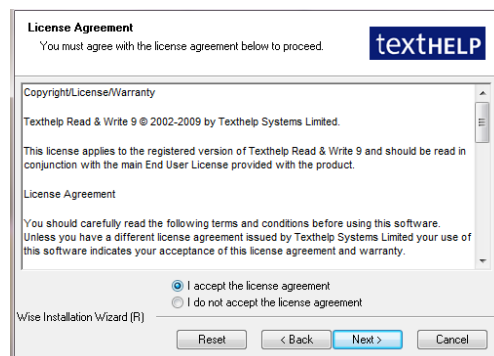 License Agreement
You must agree with the license agreement below to proceed.
textHELP
Copyright/License/Warranty
Texthelp Read & Write 9 © 2002-2009 by Texthelp Systems Limited.
This license applies to the registered version of Texthelp Read & Write 9 and should be read in
conjunction with the main End User License provided with the product.
License Agreement
You should carefully read the following terms and conditions before using this software.
Unless you have a different license agreement issued by Texthelp Systems Limited your use of
this software indicates your acceptance of this license agreement and warranty.
I accept the license agreement
I do not accept the license agreement
Wise Installation Wizard (R)
Reset < Back Next > Cancel